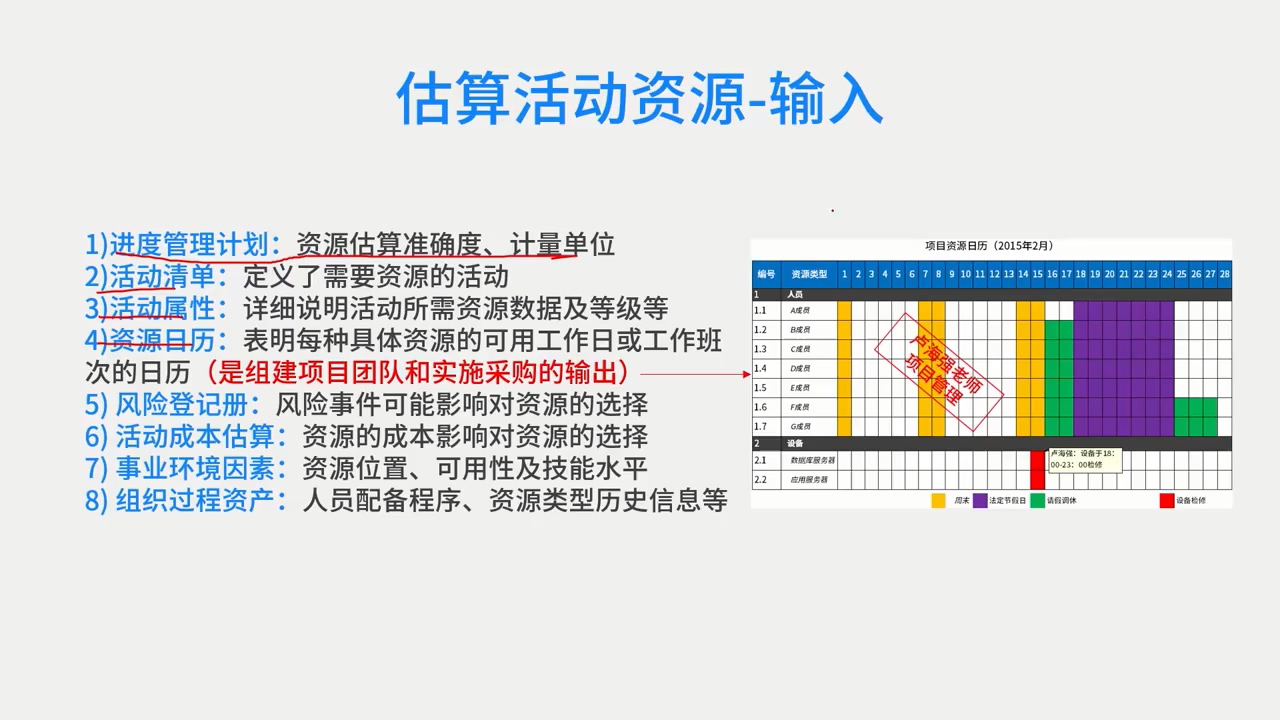 估算活动资源-输入
1)进度管理计划：资源估算准确度、计量单位
2)活动清单：定义了需要资源的活动
3)活动属性：详细说明活动所需资源数据及等级等
4)资源日历：表明每种具体资源的可用工作日或工作班
次的日历（是组建项目团队和实施采购的输出）
5) 风险登记册：风险事件可能影响对资源的选择
6) 活动成本估算：资源的成本影响对资源的选择
7) 事业环境因素：资源位置、可用性及技能水平
8) 组织过程资产：人员配备程序、资源类型历史信息等
项目资源日历（2015年2月）
编号 资源类型 1 2 3 4 5 6 7 8 9 10 11 12 13 14 15 16 17 18 19 20 21 22 23 24 25 26 27 28
1 人员
1.1 A成员
1.2 B成员
1.3 C成员
1.4 D成员
1.5 E成员
1.6 F成员
1.7 G成员
卢海强老师
项目管理
2 设备
2.1 数据库服务器
2.2 应用服务器
卢海强：设备于18：
00-23：00检修
周末 法定节假日 请假调休 设备检修